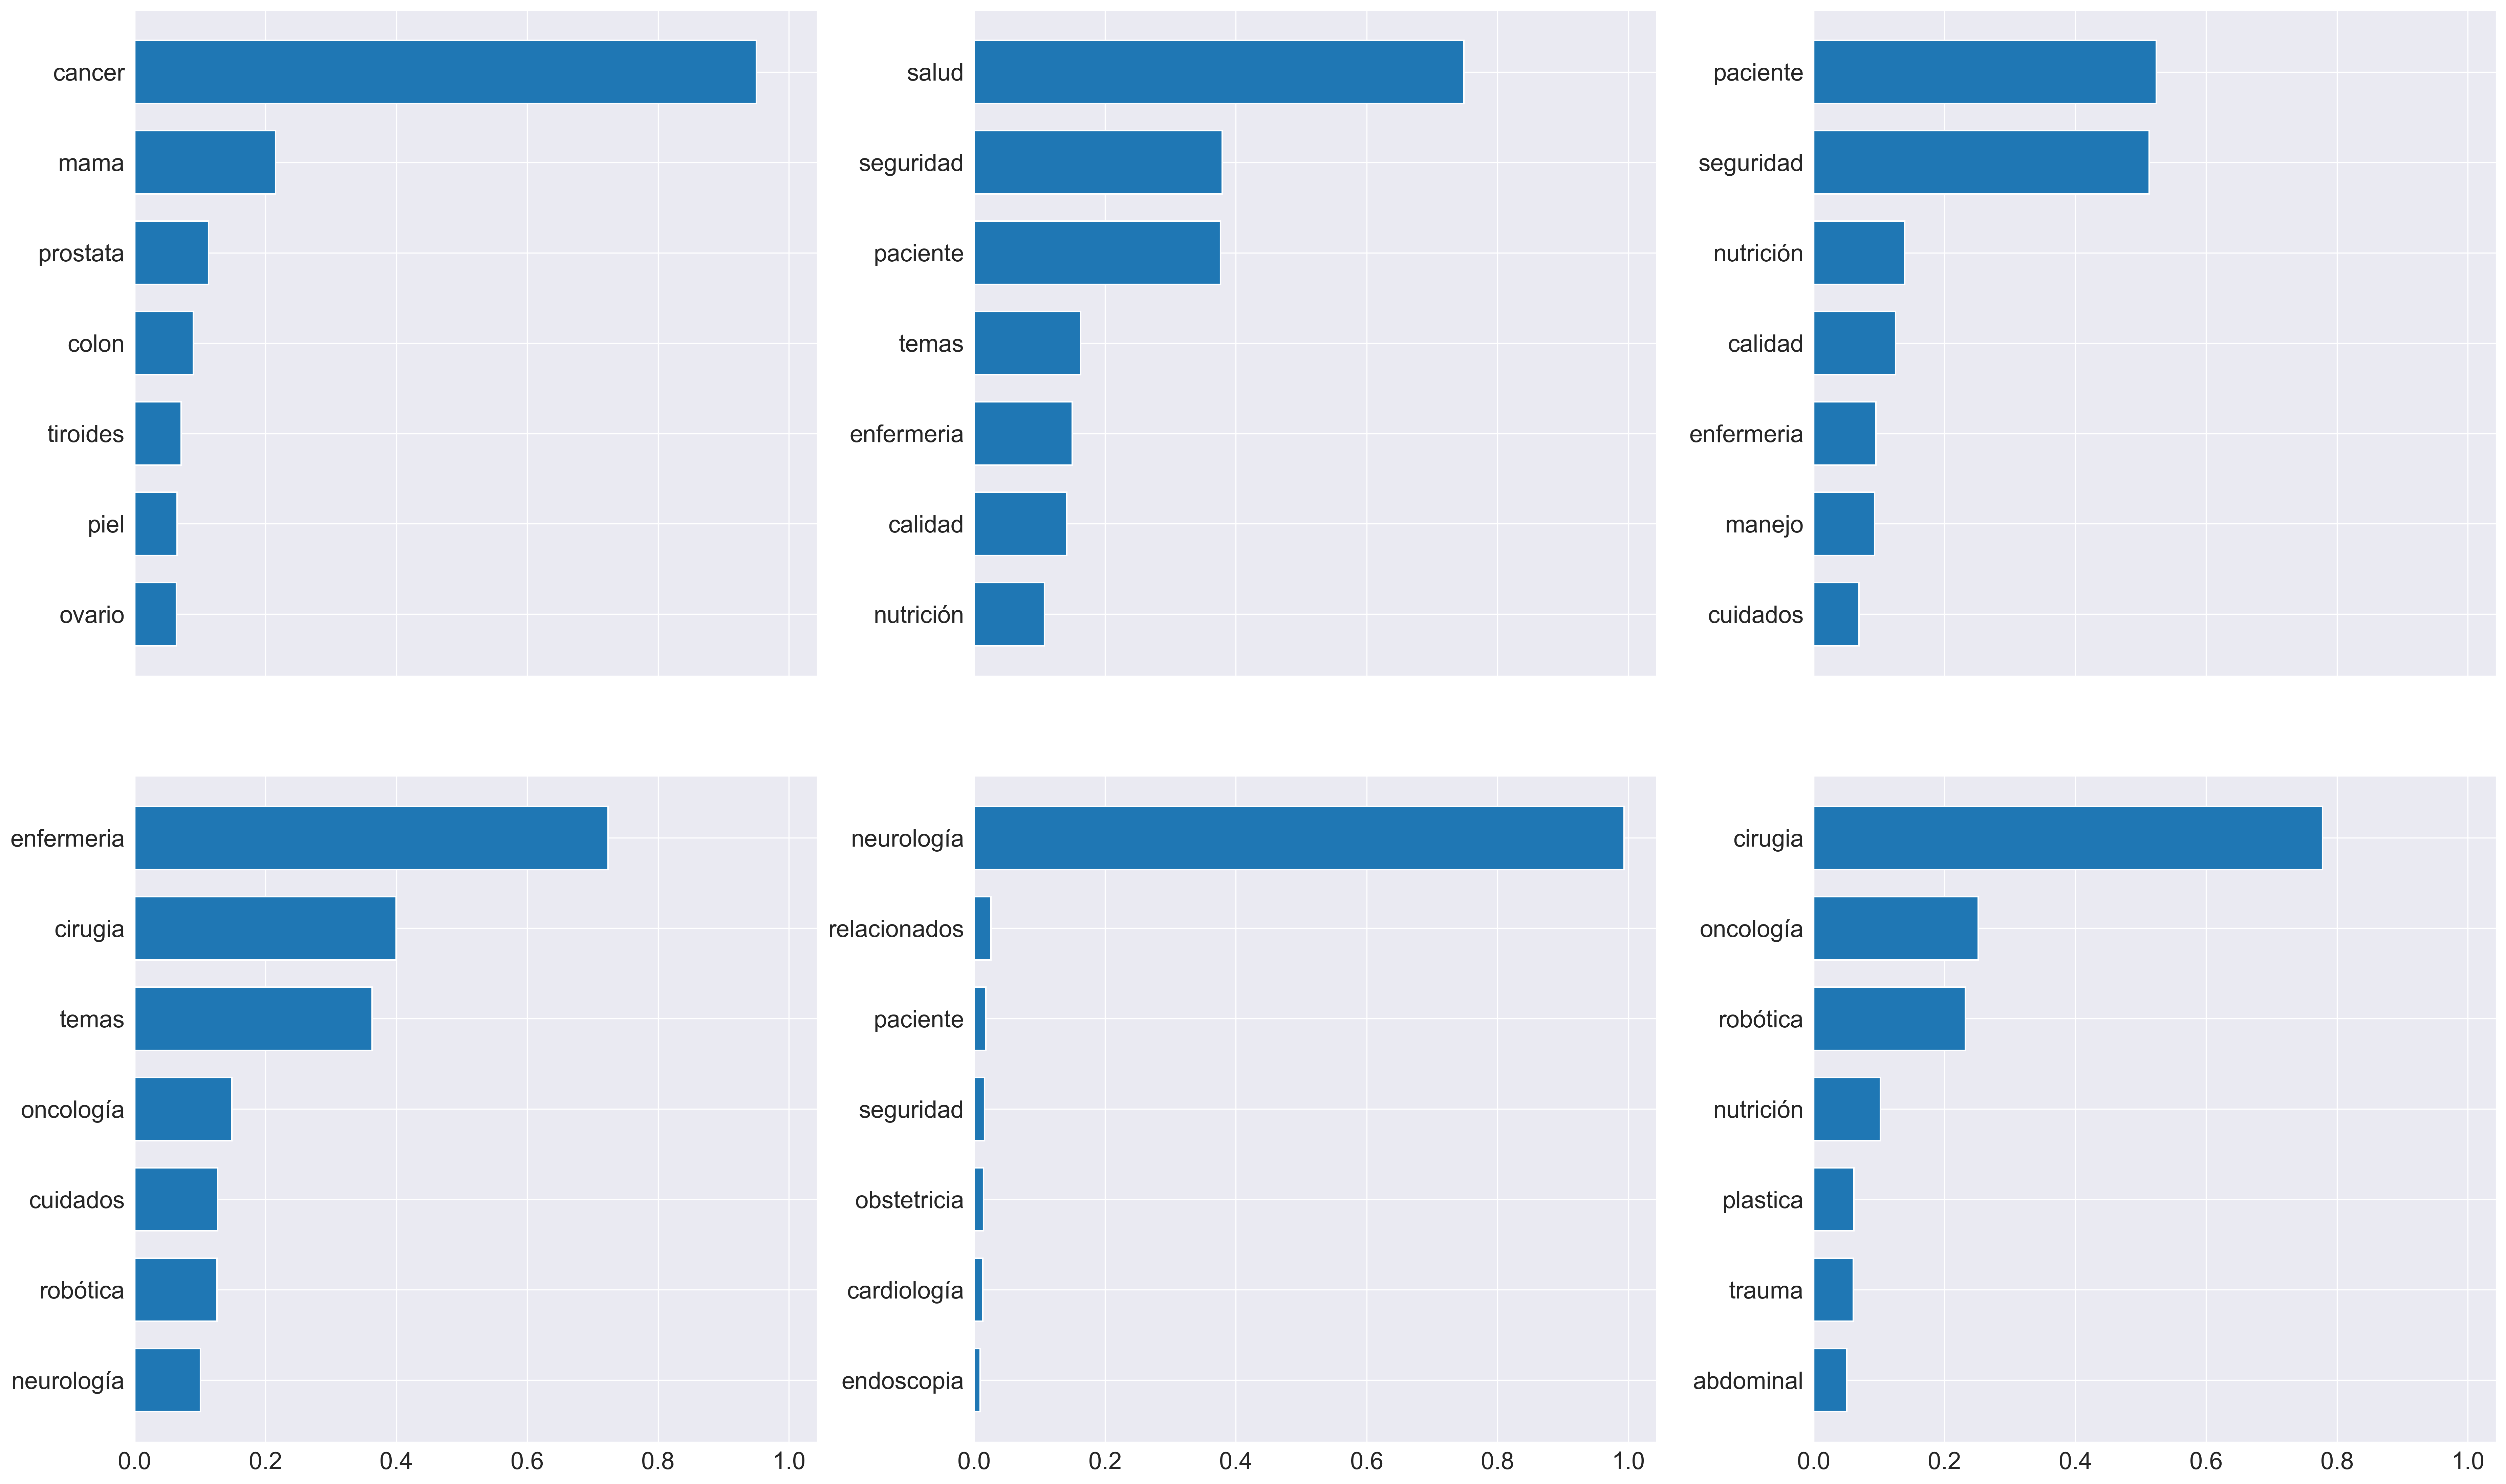 cancer
mama
prostata
colon
tiroides
piel
ovario
salud
seguridad
paciente
temas
enfermeria
calidad
nutrición
paciente
seguridad
nutrición
calidad
enfermeria
manejo
cuidados
enfermeria
cirugia
temas
oncología
cuidados
robótica
neurología
0.0 0.2 0.4 0.6 0.8 1.0
neurología
relacionados
paciente
seguridad
obstetricia
cardiología
endoscopia
0.0 0.2 0.4 0.6 0.8 1.0
cirugia
oncología
robótica
nutrición
plastica
trauma
abdominal
0.0 0.2 0.4 0.6 0.8 1.0